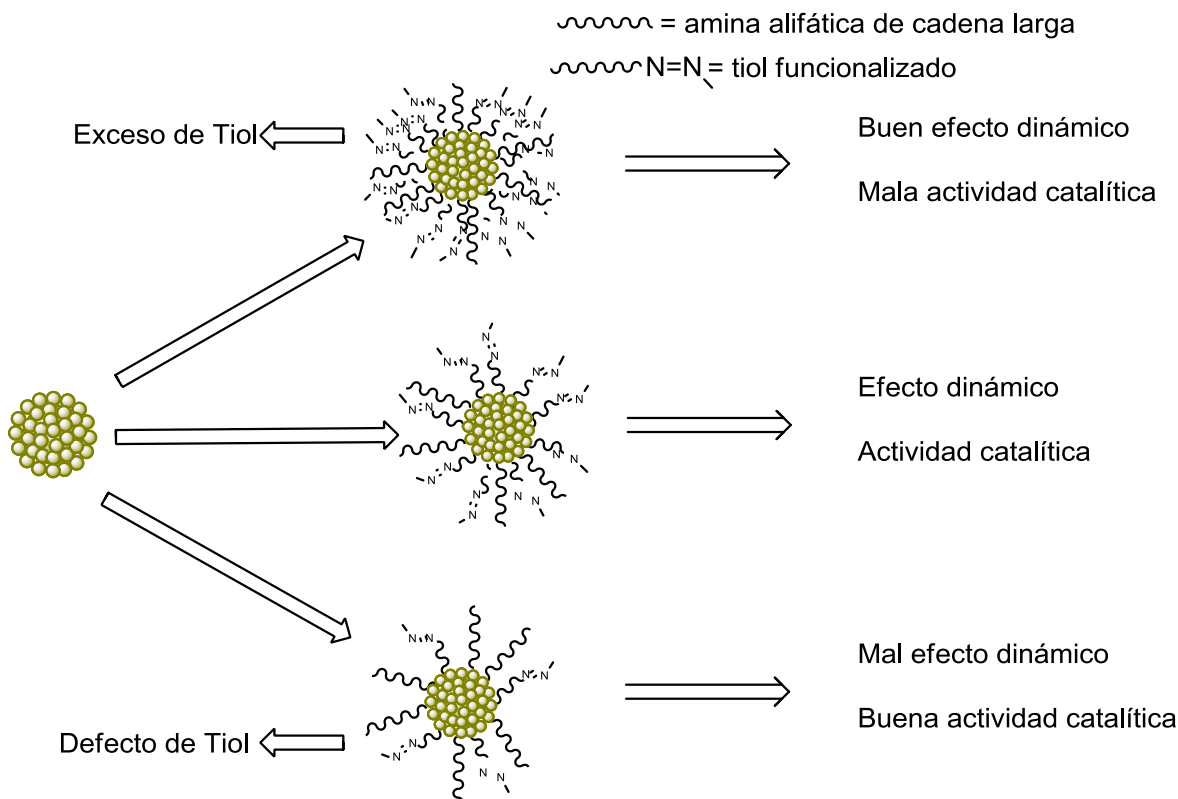 = amina alifática de cadena larga
N=N = tiol funcionalizado
Exceso de Tiol
Buen efecto dinámico
Mala actividad catalítica
Efecto dinámico
Actividad catalítica
Mal efecto dinámico
Buena actividad catalítica
Defecto de Tiol